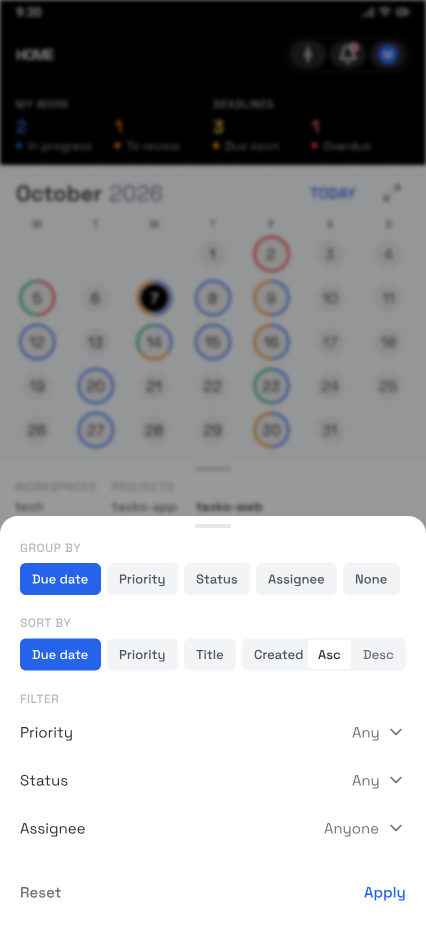 9:30
HOME
M
MY WORK
DEADLINES
2
1
3
1
In progress
To review
Due soon
Overdue
October 2026
TODAY
M T W T F S S
1 2 3 4
5 6 7 8 9 10 11
12 13 14 15 16 17 18
19 20 21 22 23 24 25
26 27 28 29 30 31
WORKSPACES PROJECTS
tech tasks-app tasks-web
GROUP BY
Due date Priority Status Assignee None
SORT BY
Due date Priority Title Created Asc Desc
FILTER
Priority Any
Status Any
Assignee Anyone
Reset Apply